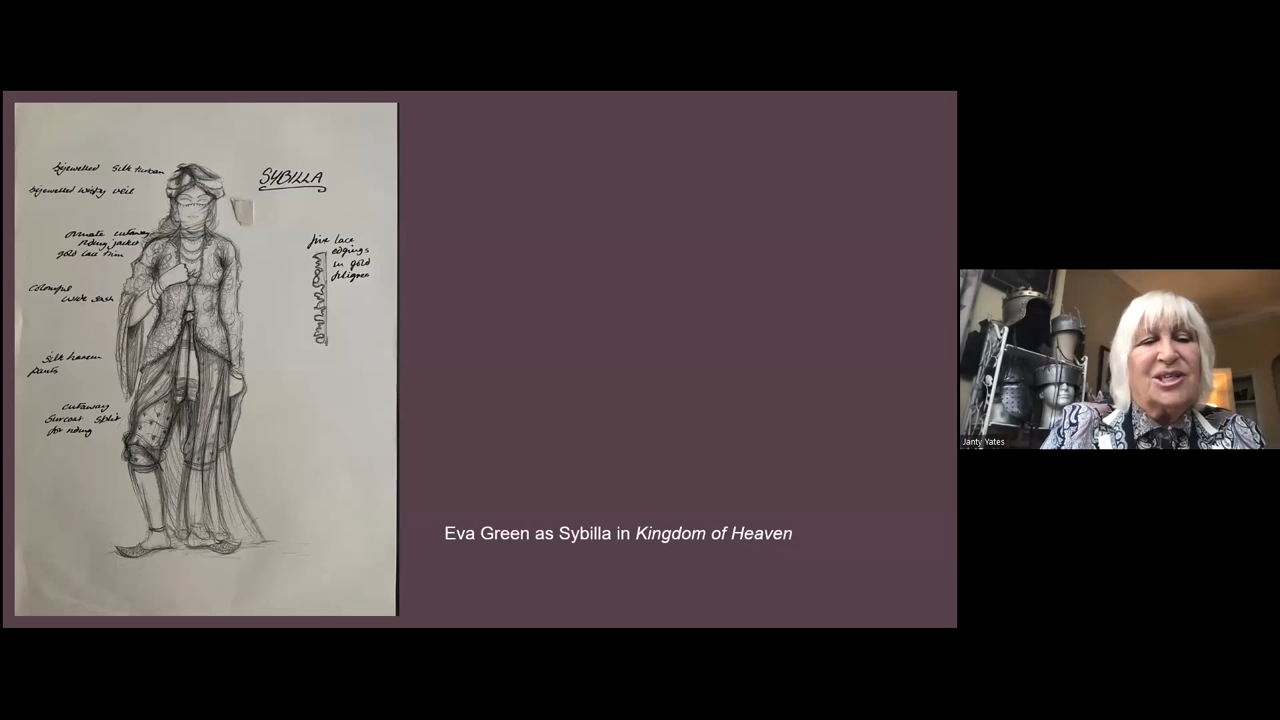 bijewelled silk turban
SYBILLA
bijewelled wispy veil
ornate cutaway
riding jacket
gold lace trim
fine lace
edgings
in gold
filigree
colourful
wide sash
silk harem
pants
cutaway
surcoat split
for riding
Eva Green as Sybilla in Kingdom of Heaven
Janty Yates